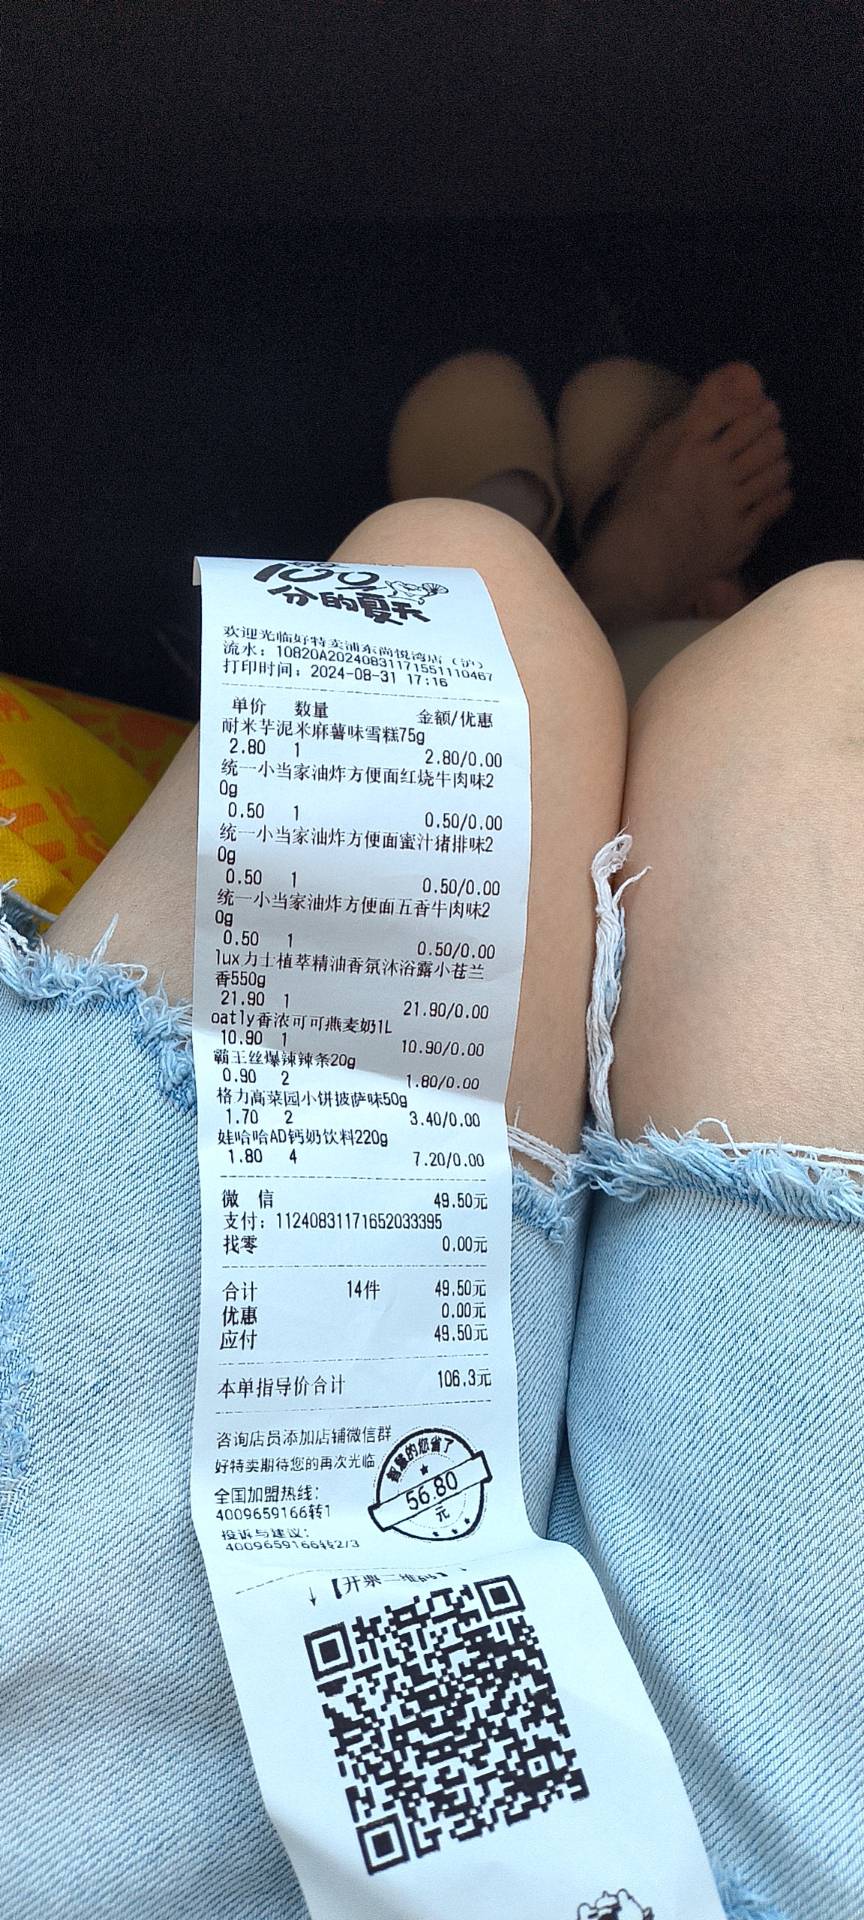 100
分的夏天
欢迎光临好特卖浦东尚悦湾店（沪）
流水：10820A20240831171551110467
打印时间：2024-08-31 17:16
单价 数量 金额/优惠
耐米芋泥米麻薯味雪糕75g
2.80 1 2.80/0.00
统一小当家油炸方便面红烧牛肉味2
0g
0.50 1 0.50/0.00
统一小当家油炸方便面蜜汁猪排味2
0g
0.50 1 0.50/0.00
统一小当家油炸方便面五香牛肉味2
0g
0.50 1 0.50/0.00
lux力士植萃精油香氛沐浴露小苍兰
香550g
21.90 1 21.90/0.00
oatly香浓可可燕麦奶1L
10.90 1 10.90/0.00
霸王丝爆辣辣条20g
0.90 2 1.80/0.00
格力高菜园小饼披萨味50g
1.70 2 3.40/0.00
娃哈哈AD钙奶饮料220g
1.80 4 7.20/0.00
微 信 49.50元
支付：11240831171652033395
找零 0.00元
合计 14件 49.50元
优惠 0.00元
应付 49.50元
本单指导价合计 106.3元
咨询店员添加店铺微信群
好特卖期待您的再次光临
全国加盟热线：
4009659166转1
投诉与建议：
4009659166转2/3
智慧的您省了
56.80
元
【开票二维码】